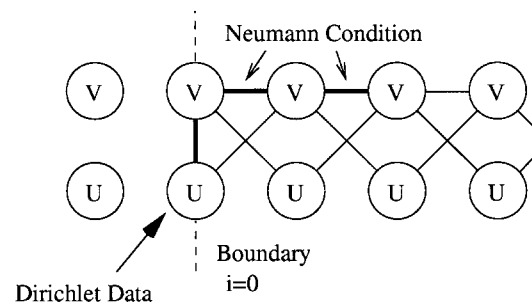 Neumann Condition
V V V V V
U U U U U
Boundary
i=0
Dirichlet Data